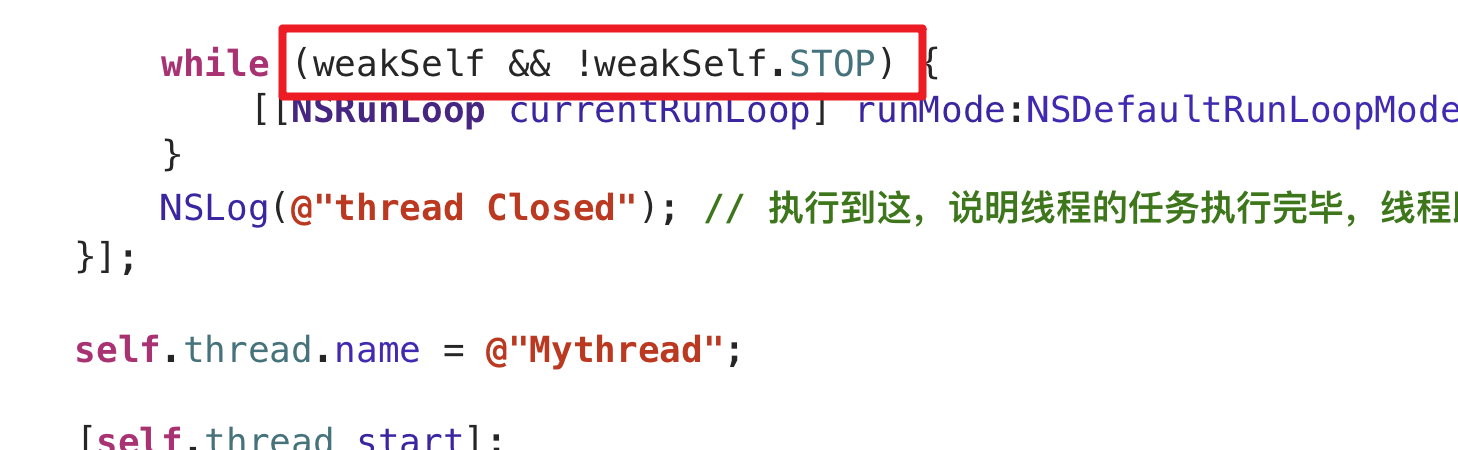 while (weakSelf && !weakSelf.STOP) {
[[NSRunLoop currentRunLoop] runMode:NSDefaultRunLoopMode
}
NSLog(@"thread Closed"); // 执行到这，说明线程的任务执行完毕，线程
}];
self.thread.name = @"Mythread";
[self.thread start];